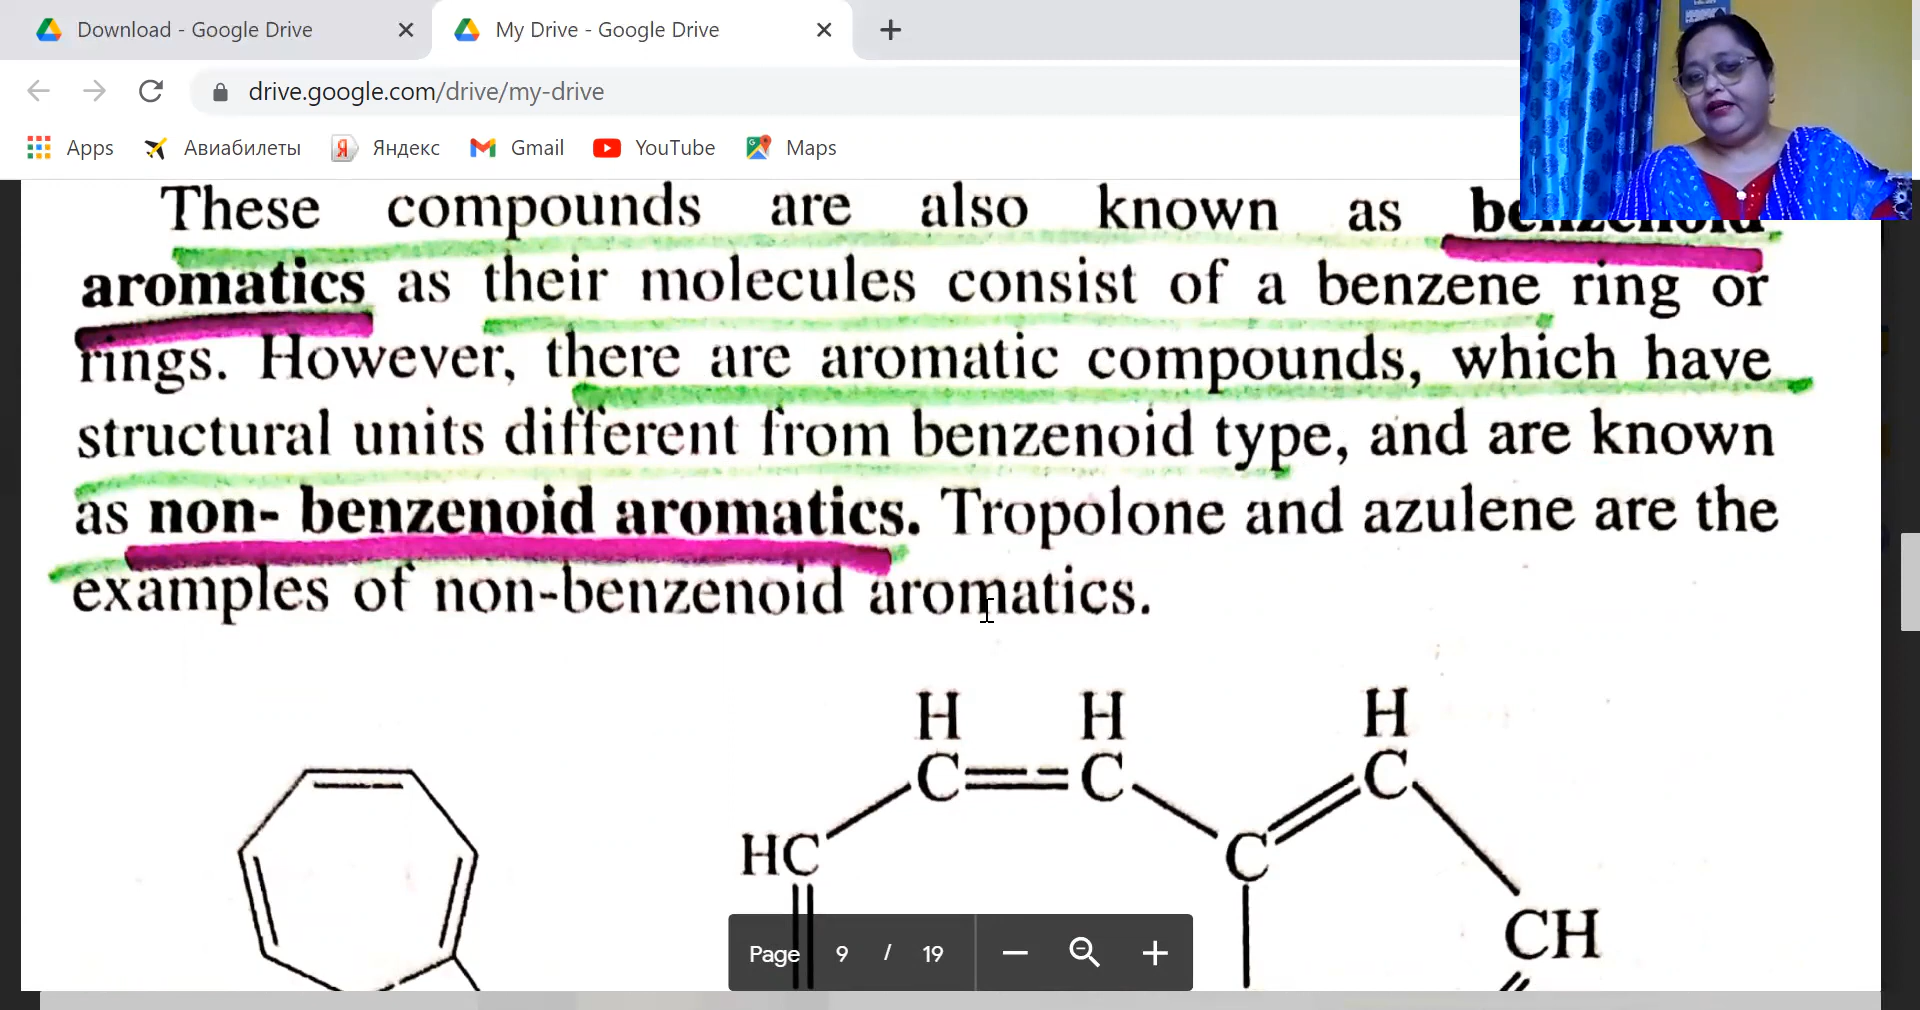 Download - Google Drive
My Drive - Google Drive
drive.google.com/drive/my-drive
Apps
Авиабилеты
Я
Яндекс
Gmail
YouTube
Maps
These compounds are also known as benzenoid
aromatics as their molecules consist of a benzene ring or
rings. However, there are aromatic compounds, which have
structural units different from benzenoid type, and are known
as non- benzenoid aromatics. Tropolone and azulene are the
examples of non-benzenoid aromatics.
H H H
C C C
HC C
CH
Page 9 / 19